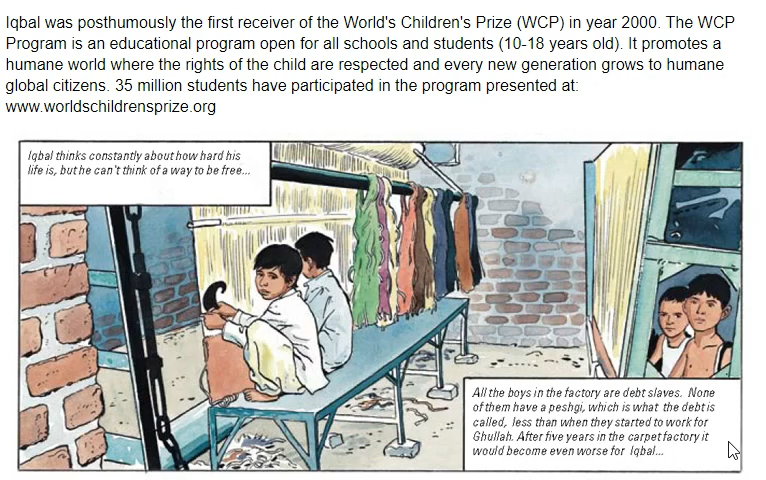 Iqbal was posthumously the first receiver of the World's Children's Prize (WCP) in year 2000. The WCP
Program is an educational program open for all schools and students (10-18 years old). It promotes a
humane world where the rights of the child are respected and every new generation grows to humane
global citizens. 35 million students have participated in the program presented at:
www.worldschildrensprize.org
Iqbal thinks constantly about how hard his
life is, but he can't think of a way to be free...
All the boys in the factory are debt slaves. None
of them have a peshgi, which is what the debt is
called, less than when they started to work for
Ghullah. After five years in the carpet factory it
would become even worse for Iqbal...